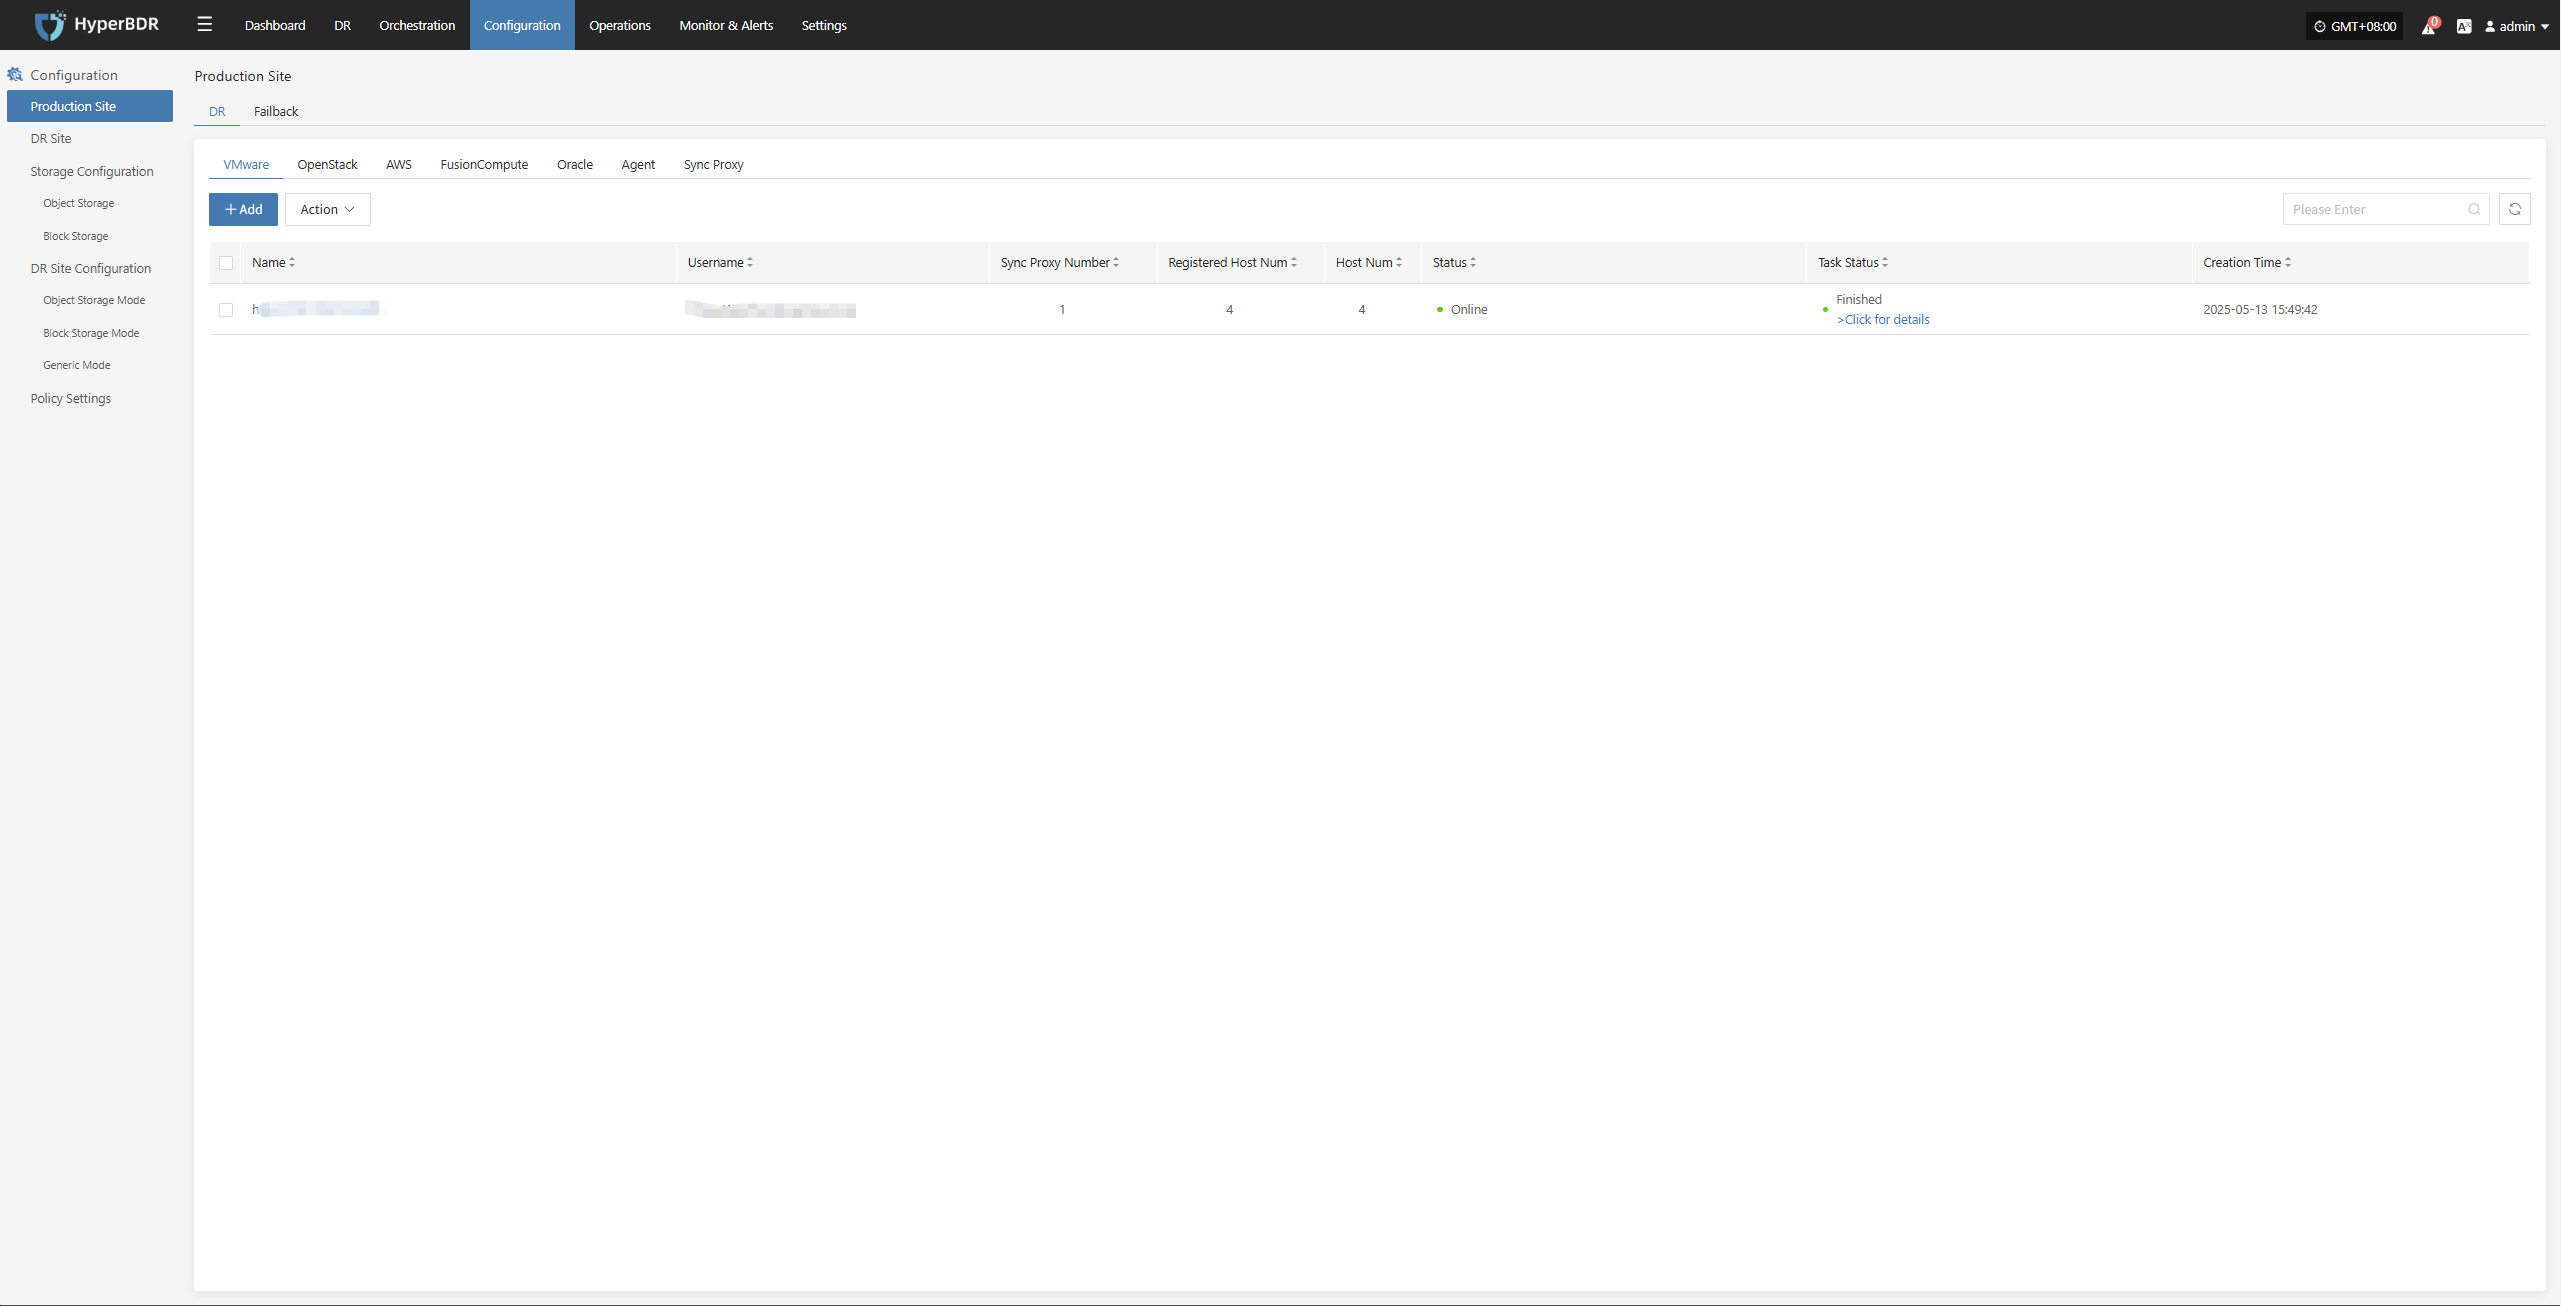 HyperBDR
Dashboard
DR
Orchestration
Configuration
Operations
Monitor & Alerts
Settings
GMT+08:00
0
A
admin
Configuration
Production Site
DR Site
Storage Configuration
Object Storage
Block Storage
DR Site Configuration
Object Storage Mode
Block Storage Mode
Generic Mode
Policy Settings
Production Site
DR
Failback
VMware
OpenStack
AWS
FusionCompute
Oracle
Agent
Sync Proxy
Add
Action
Please Enter
Name
Username
Sync Proxy Number
Registered Host Num
Host Num
Status
Task Status
Creation Time
h
1
4
4
Online
Finished
>Click for details
2025-05-13 15:49:42